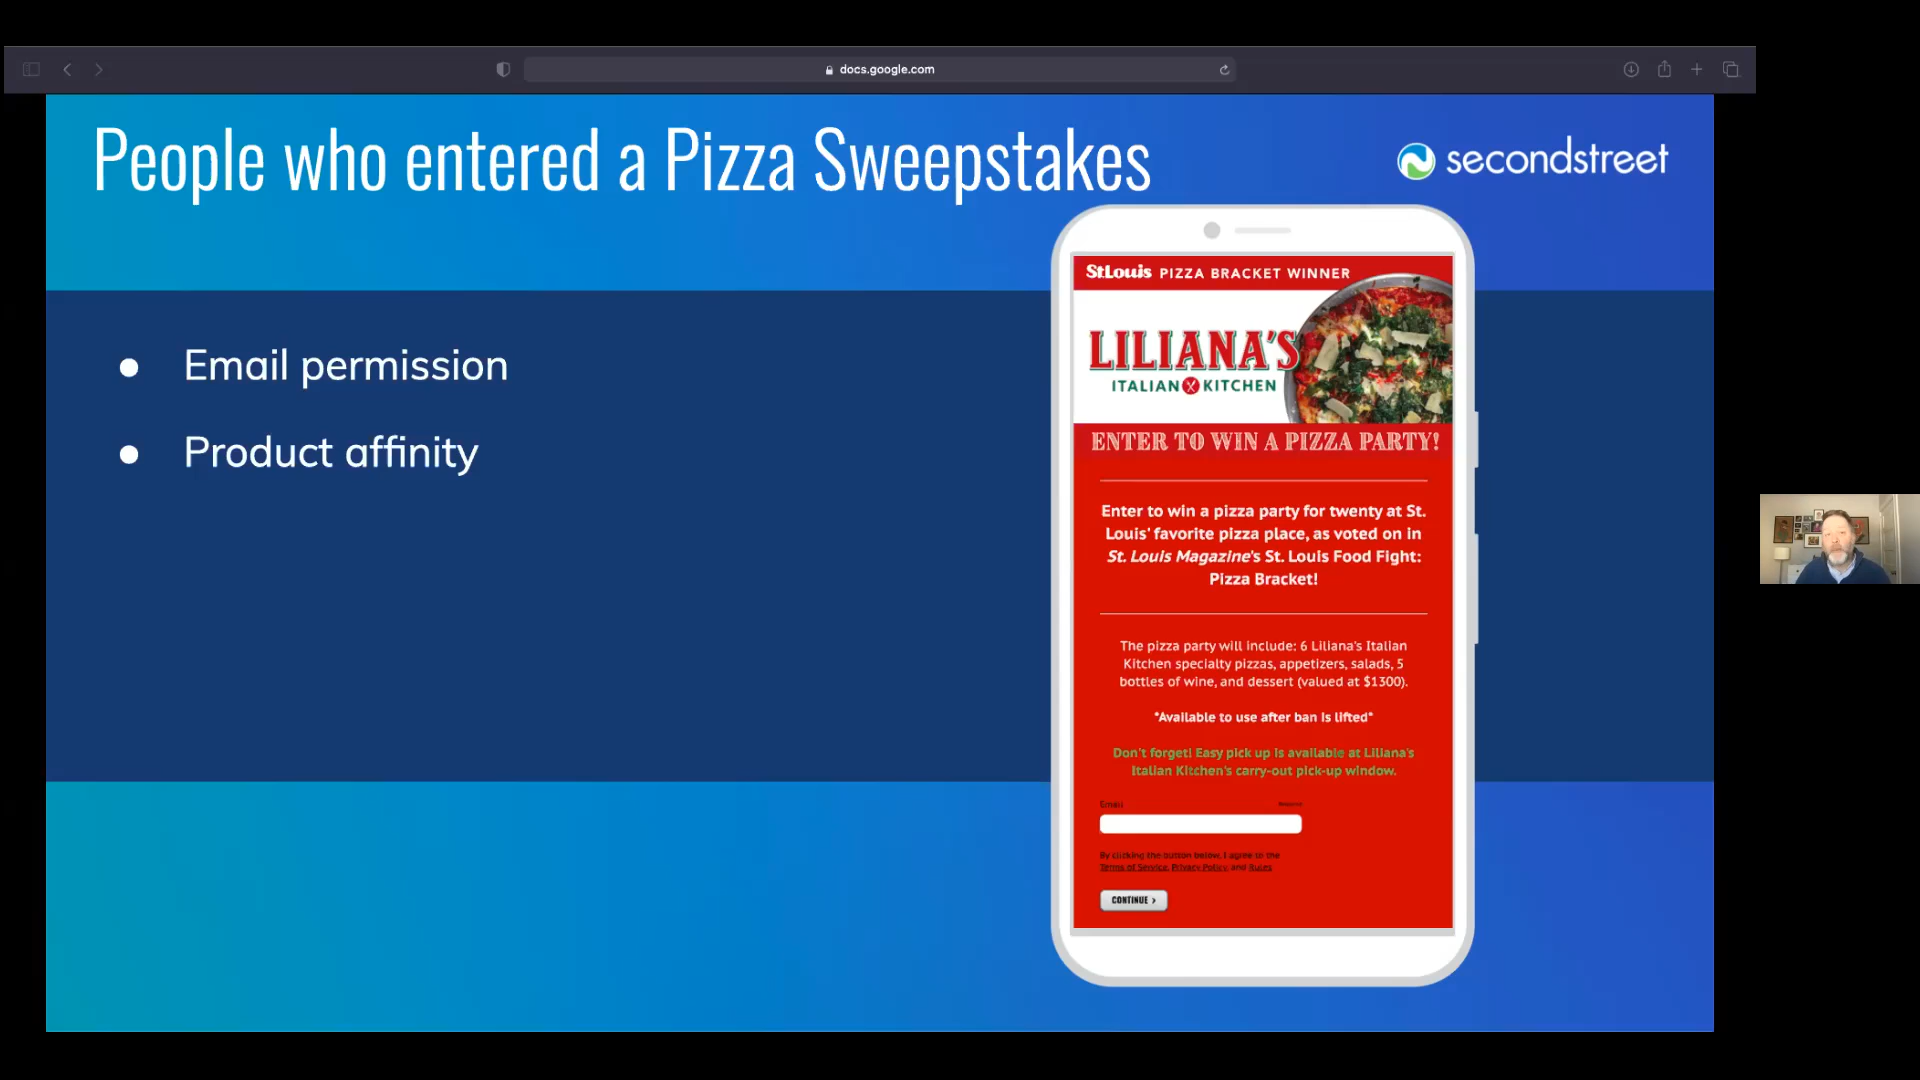 docs.google.com
People who entered a Pizza Sweepstakes
secondstreet
Email permission
Product affinity
St.Louis PIZZA BRACKET WINNER
LILIANA'S
ITALIAN KITCHEN
ENTER TO WIN A PIZZA PARTY!
Enter to win a pizza party for twenty at St.
Louis' favorite pizza place, as voted on in
St. Louis Magazine's St. Louis Food Fight:
Pizza Bracket!
The pizza party will include: 6 Liliana's Italian
Kitchen specialty pizzas, appetizers, salads, 5
bottles of wine, and dessert (valued at $1300).
*Available to use after ban is lifted*
Don't forget! Easy pick up is available at Liliana's
Italian Kitchen's carry-out pick-up window.
Email
By clicking the button below, I agree to the
Terms of Service, Privacy Policy, and Rules
CONTINUE >